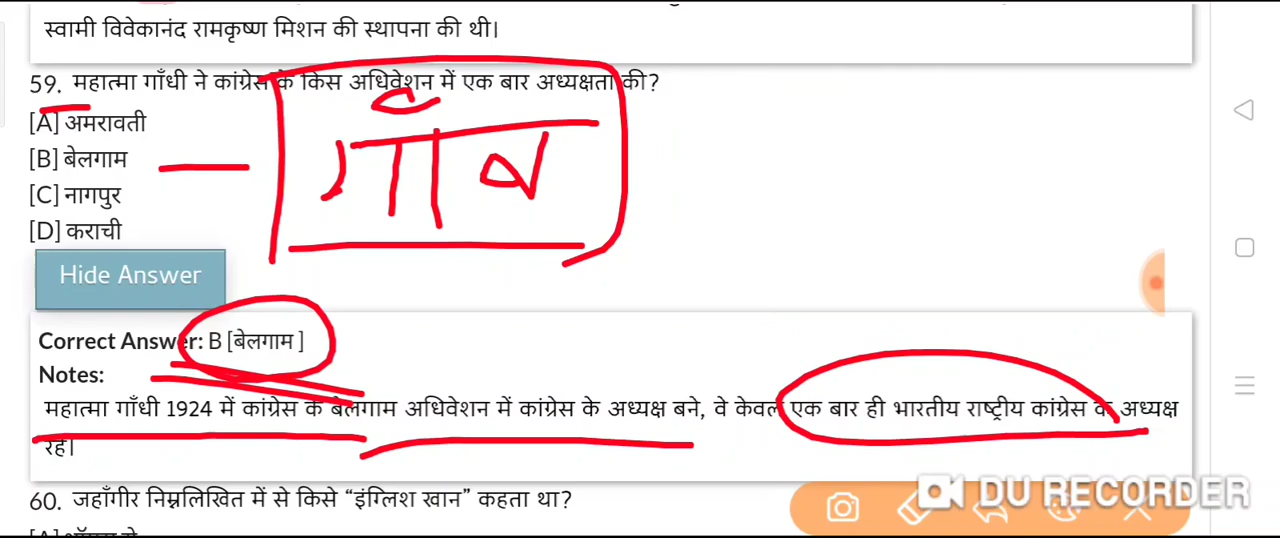 स्वामी विवेकानंद रामकृष्ण मिशन की स्थापना की थी।
59. महात्मा गाँधी ने कांग्रेस के किस अधिवेशन में एक बार अध्यक्षता की?
[A] अमरावती
[B] बेलगाम
[C] नागपुर
[D] कराची
Hide Answer
Correct Answer: B [बेलगाम ]
Notes:
महात्मा गाँधी 1924 में कांग्रेस के बेलगाम अधिवेशन में कांग्रेस के अध्यक्ष बने, वे केवल एक बार ही भारतीय राष्ट्रीय कांग्रेस के अध्यक्ष
रहे।
60. जहाँगीर निम्नलिखित में से किसे “इंग्लिश खान” कहता था?
DU RECORDER